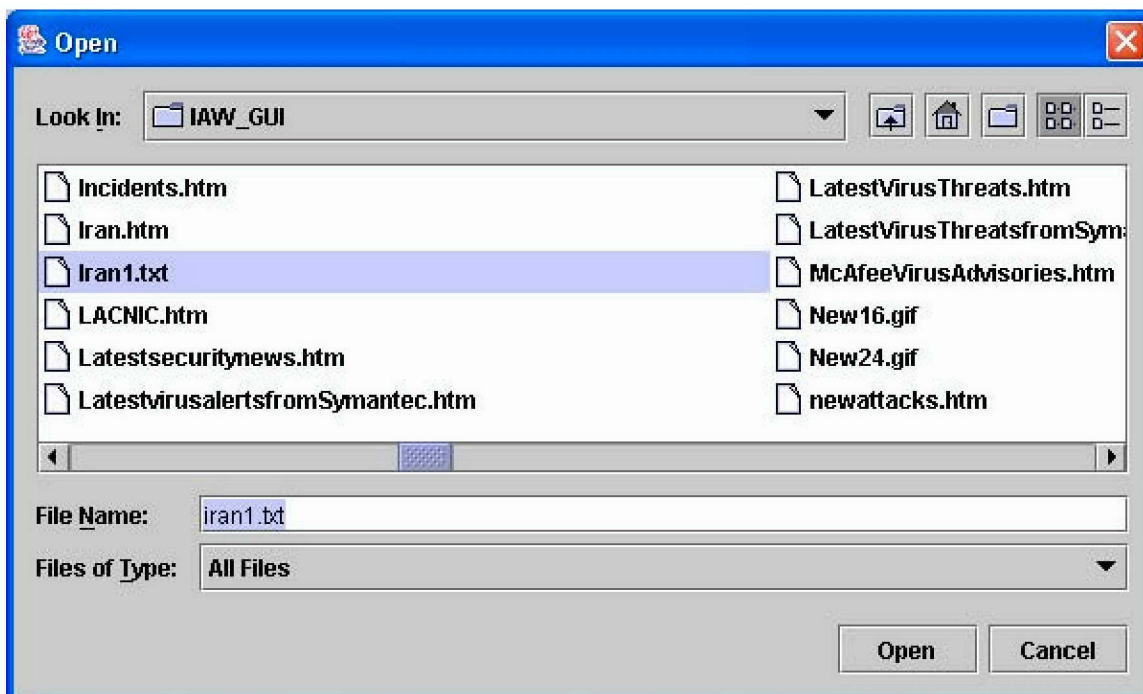 Open
Look In: IAW_GUI
Incidents.htm
Iran.htm
Iran1.txt
LACNIC.htm
Latestsecuritynews.htm
LatestvirusalertsfromSymantec.htm
LatestVirusThreats.htm
LatestVirusThreatsfromSym
McAfeeVirusAdvisories.htm
New16.gif
New24.gif
newattacks.htm
File Name: iran1.txt
Files of Type: All Files
Open Cancel